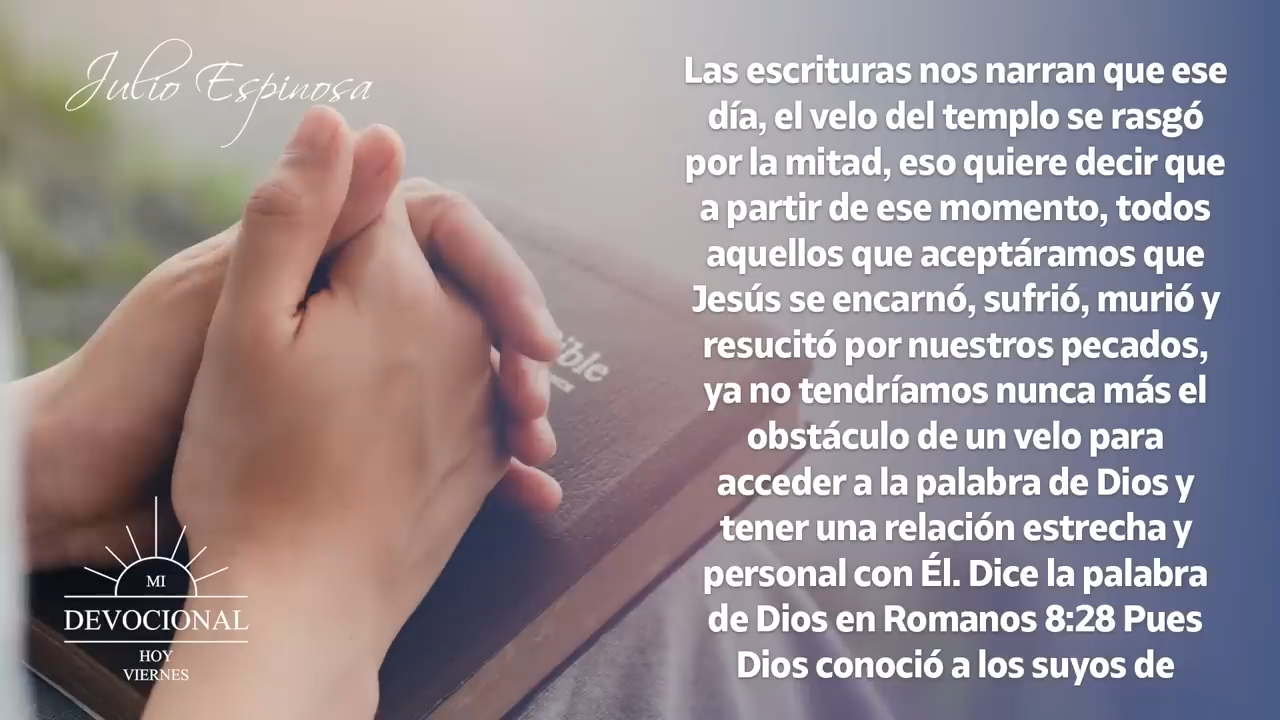 Julio Espinosa
Las escrituras nos narran que ese
día, el velo del templo se rasgó
por la mitad, eso quiere decir que
a partir de ese momento, todos
aquellos que aceptáramos que
Jesús se encarnó, sufrió, murió y
resucitó por nuestros pecados,
ya no tendríamos nunca más el
obstáculo de un velo para
acceder a la palabra de Dios y
tener una relación estrecha y
personal con Él. Dice la palabra
de Dios en Romanos 8:28 Pues
Dios conoció a los suyos de
MI
DEVOCIONAL
HOY
VIERNES